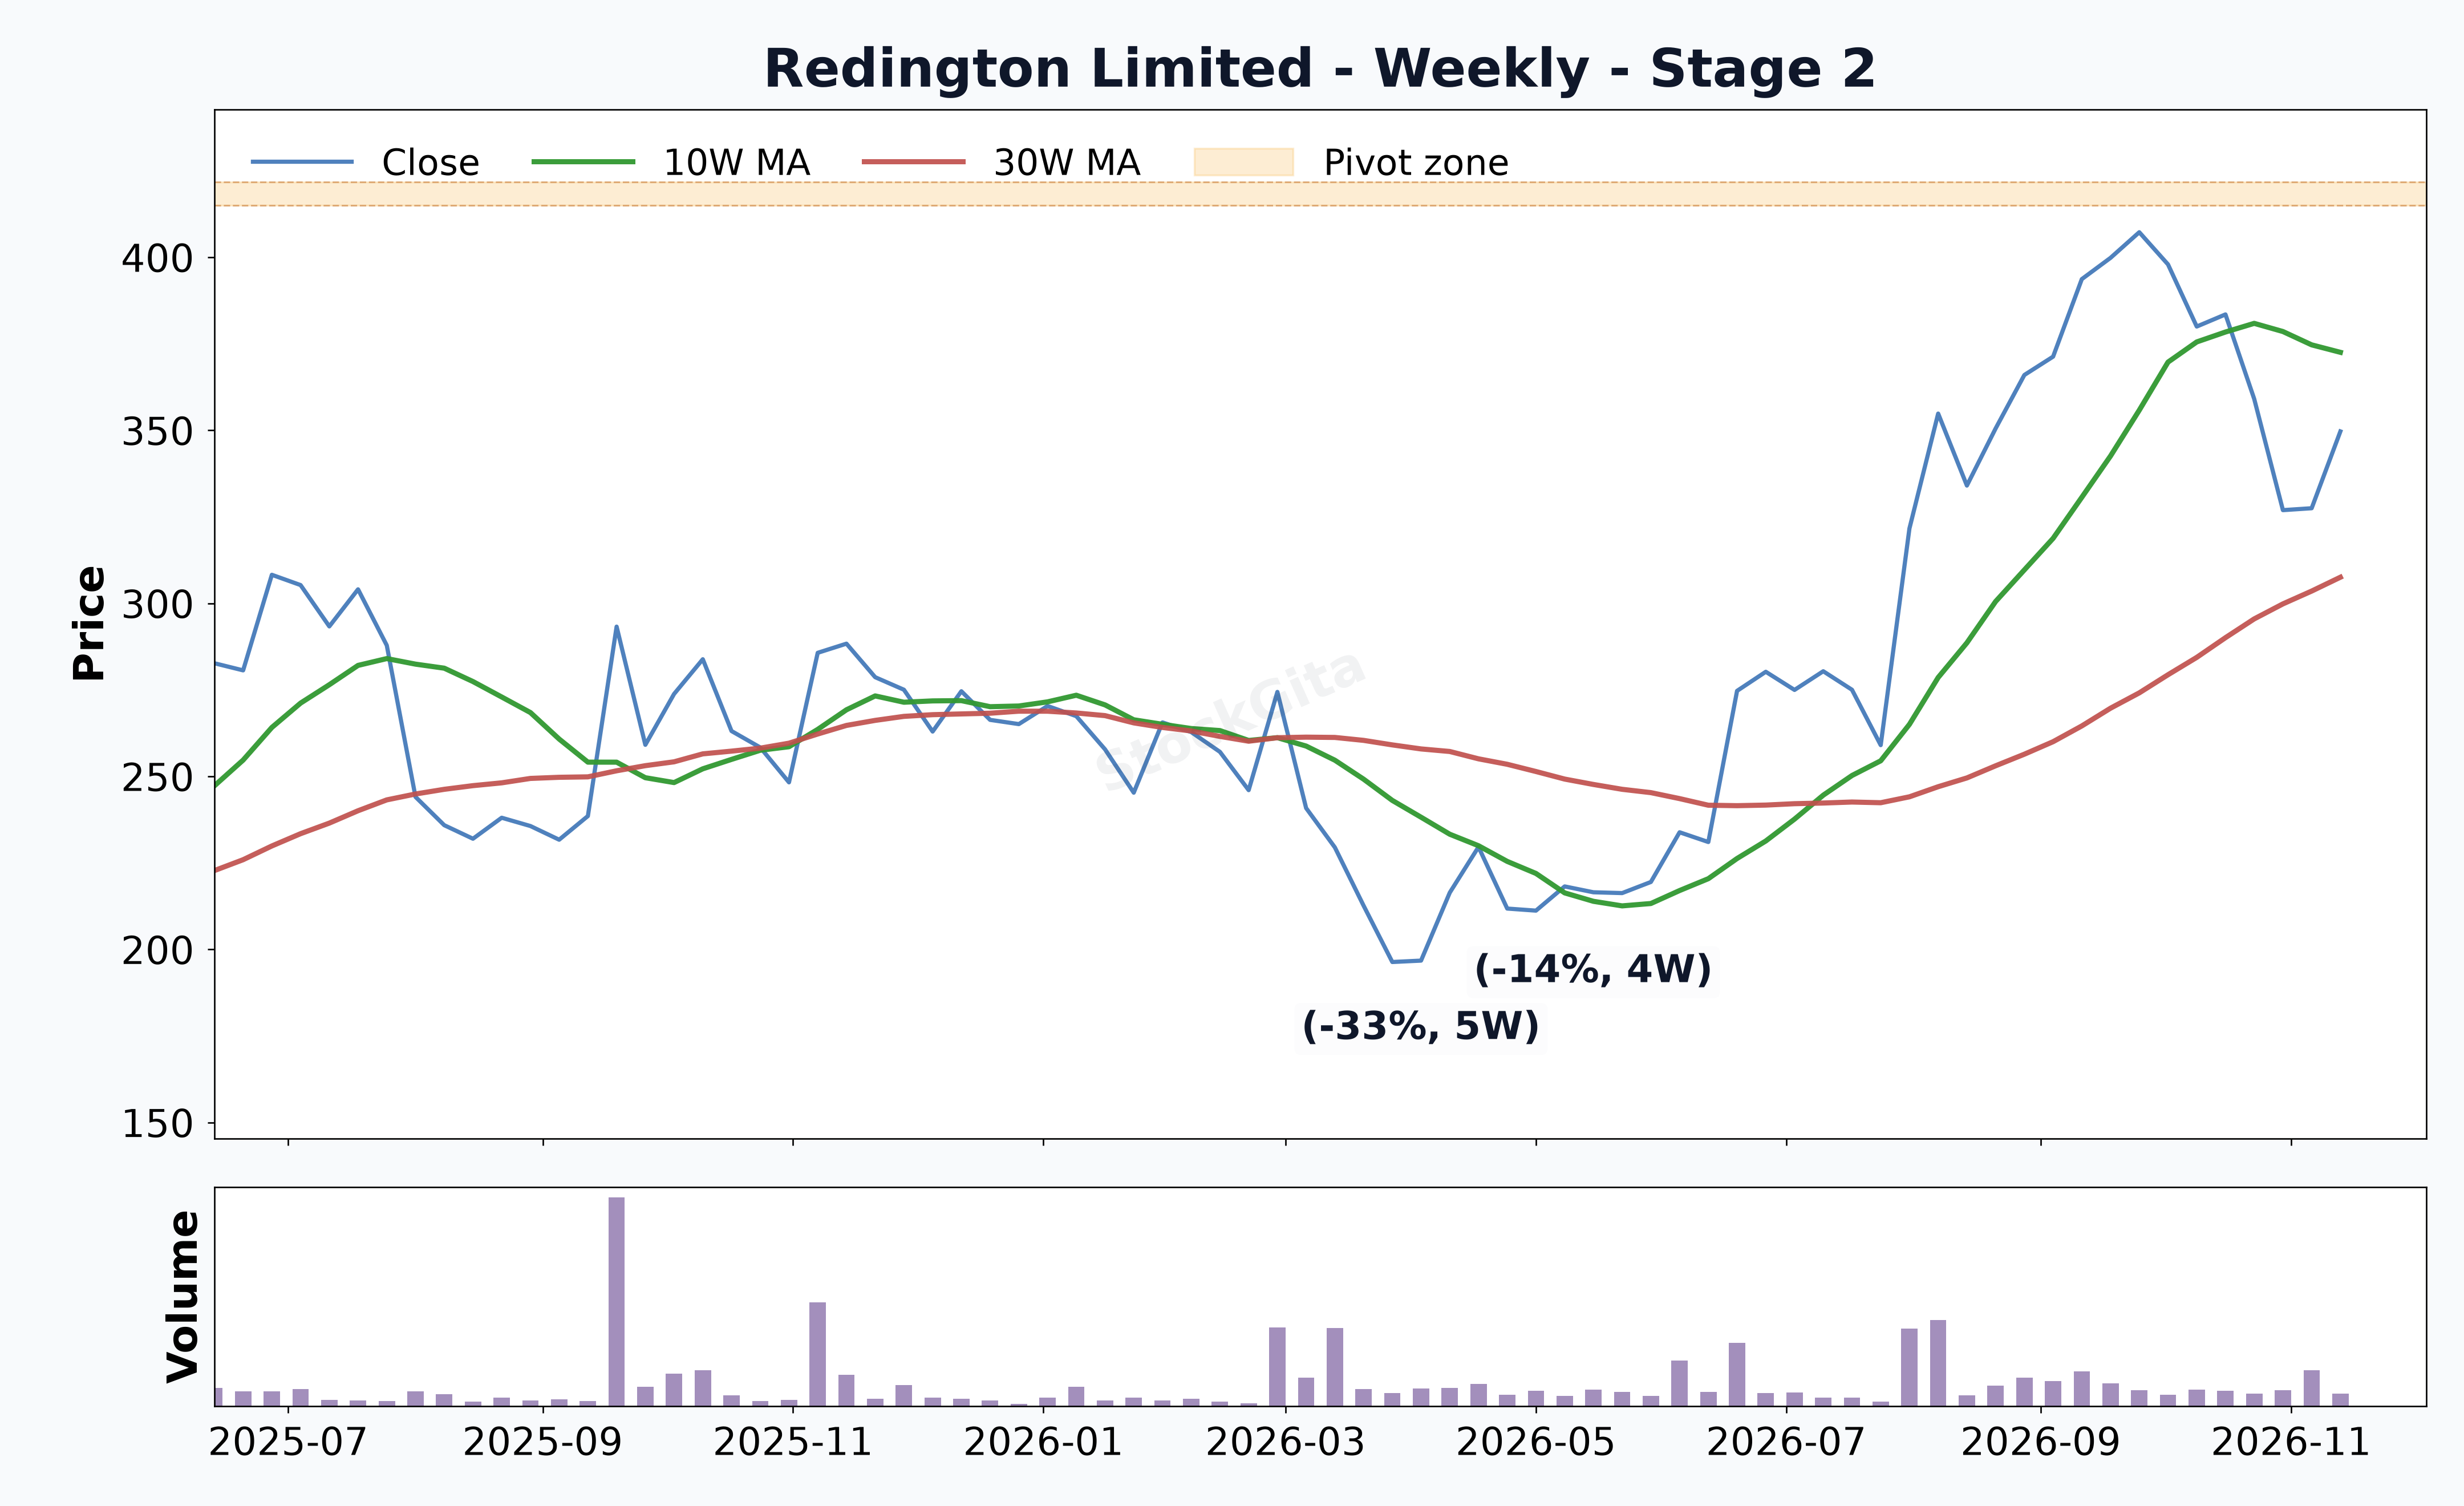 Redington Limited - Weekly - Stage 2
Close 10W MA 30W MA Pivot zone
Price
400
350
300
250
200
150
StockGita
(-14%, 4W)
(-33%, 5W)
Volume
2025-07 2025-09 2025-11 2026-01 2026-03 2026-05 2026-07 2026-09 2026-11